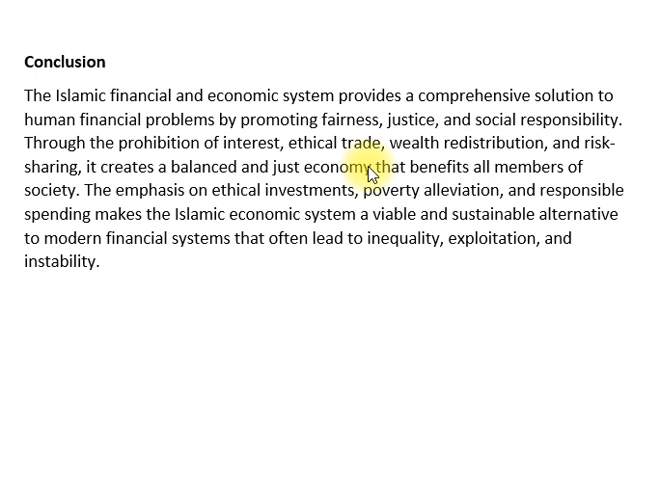 Conclusion
The Islamic financial and economic system provides a comprehensive solution to
human financial problems by promoting fairness, justice, and social responsibility.
Through the prohibition of interest, ethical trade, wealth redistribution, and risk-
sharing, it creates a balanced and just economy that benefits all members of
society. The emphasis on ethical investments, poverty alleviation, and responsible
spending makes the Islamic economic system a viable and sustainable alternative
to modern financial systems that often lead to inequality, exploitation, and
instability.